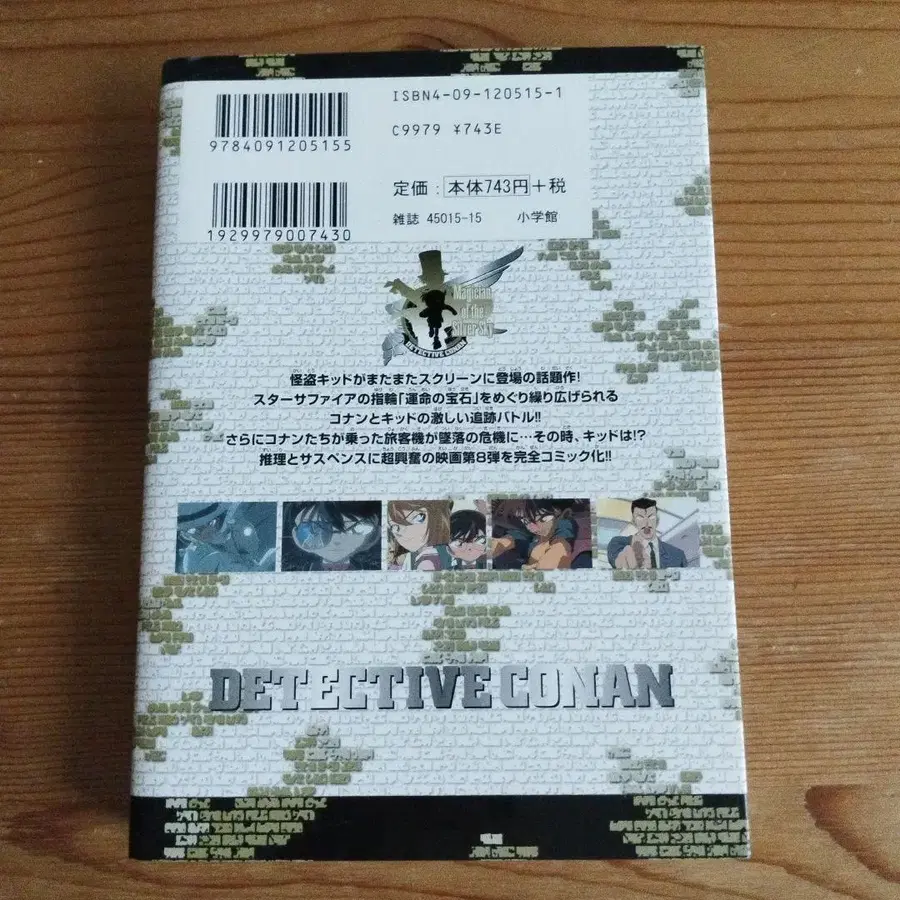 ISBN4-09-120515-1
9784091205155
C9979 ¥743E
定価：本体743円+税
1929979007430
雑誌 45015-15 小学館
Magician
of the
Silver Sky
DETECTIVE CONAN
怪盗キッドがまだまたスクリーンに登場の話題作!
スターサファイアの指輪「運命の宝石」をめぐり繰り広げられる
コナンとキッドの激しい追跡バトル!!
さらにコナンたちが乗った旅客機が墜落の危機に…その時、キッドは!?
推理とサスペンスに超興奮の映画第8弾を完全コミック化!!
DETECTIVE CONAN